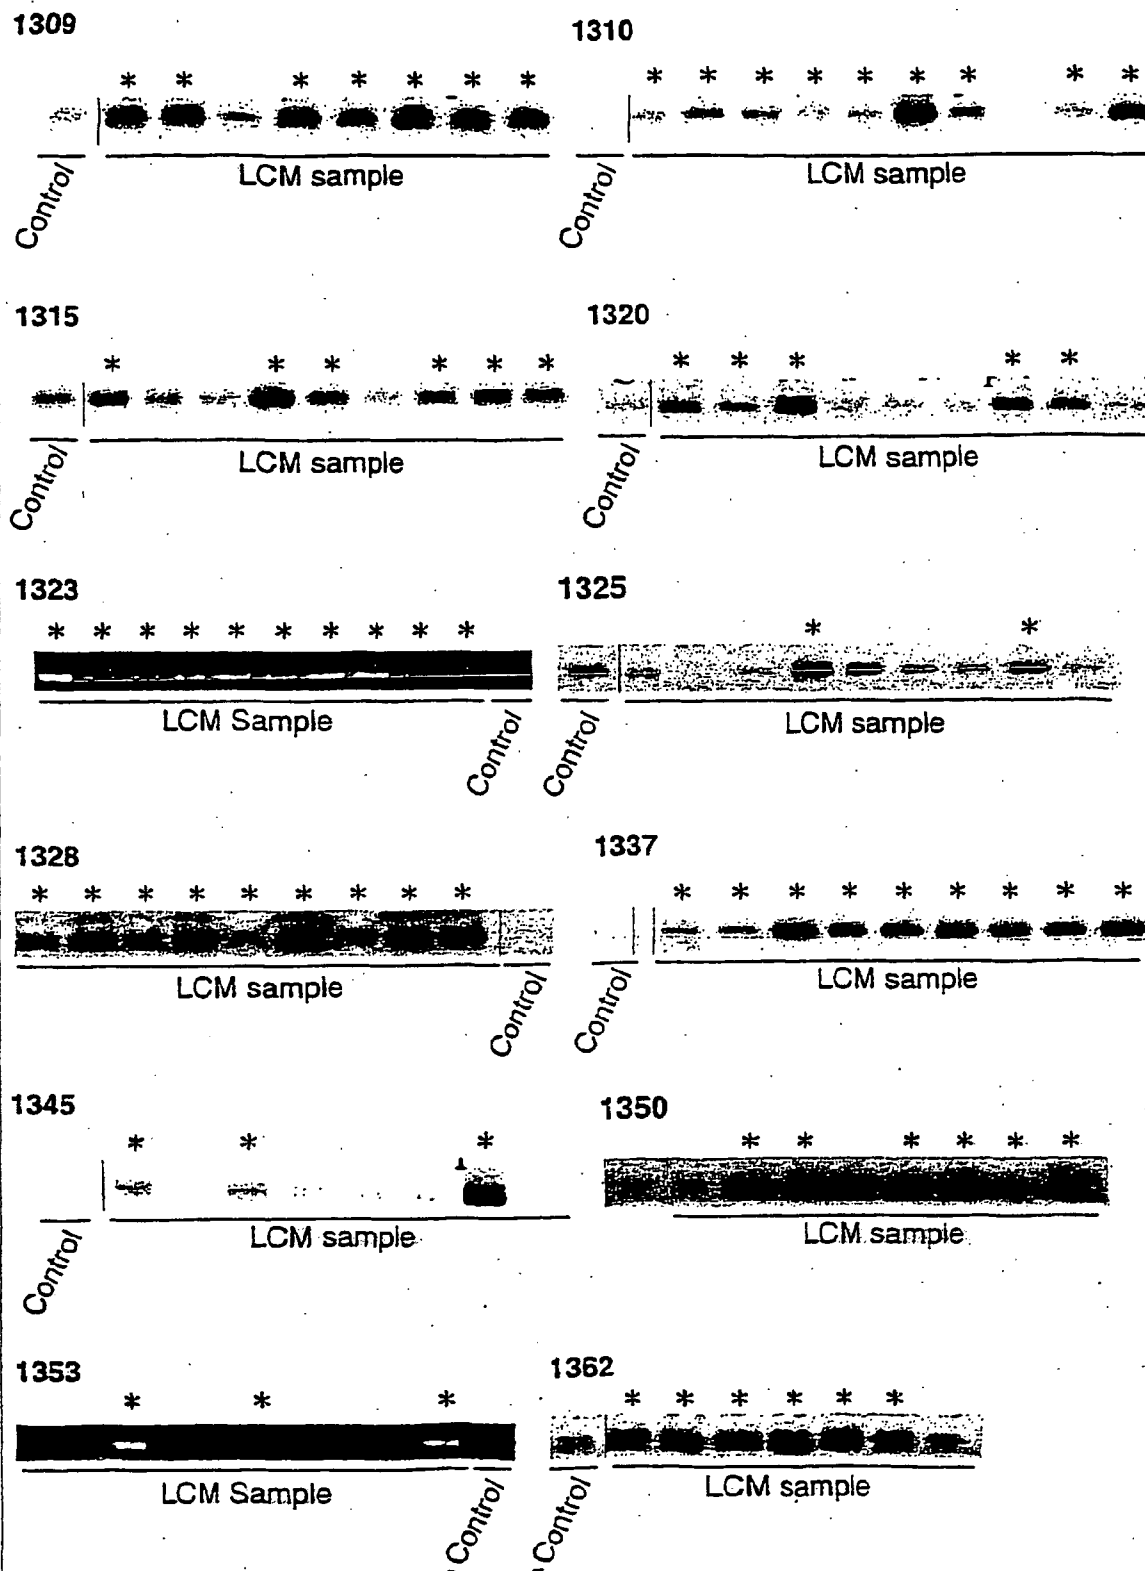 1309
* * * * * * * *
Control
LCM sample
1310
* * * * * * * * *
Control
LCM sample
1315
* * * * * *
Control
LCM sample
1320
* * * * *
Control
LCM sample
1323
* * * * * * * * * *
LCM Sample
Control
1325
* *
Control
LCM sample
1328
* * * * * * * * *
LCM sample
Control
1337
* * * * * * * * *
Control
LCM sample
1345
* * *
Control
LCM sample
1350
* * * * * *
LCM sample
1353
* * *
LCM Sample
Control
1362
* * * * * *
Control
LCM sample